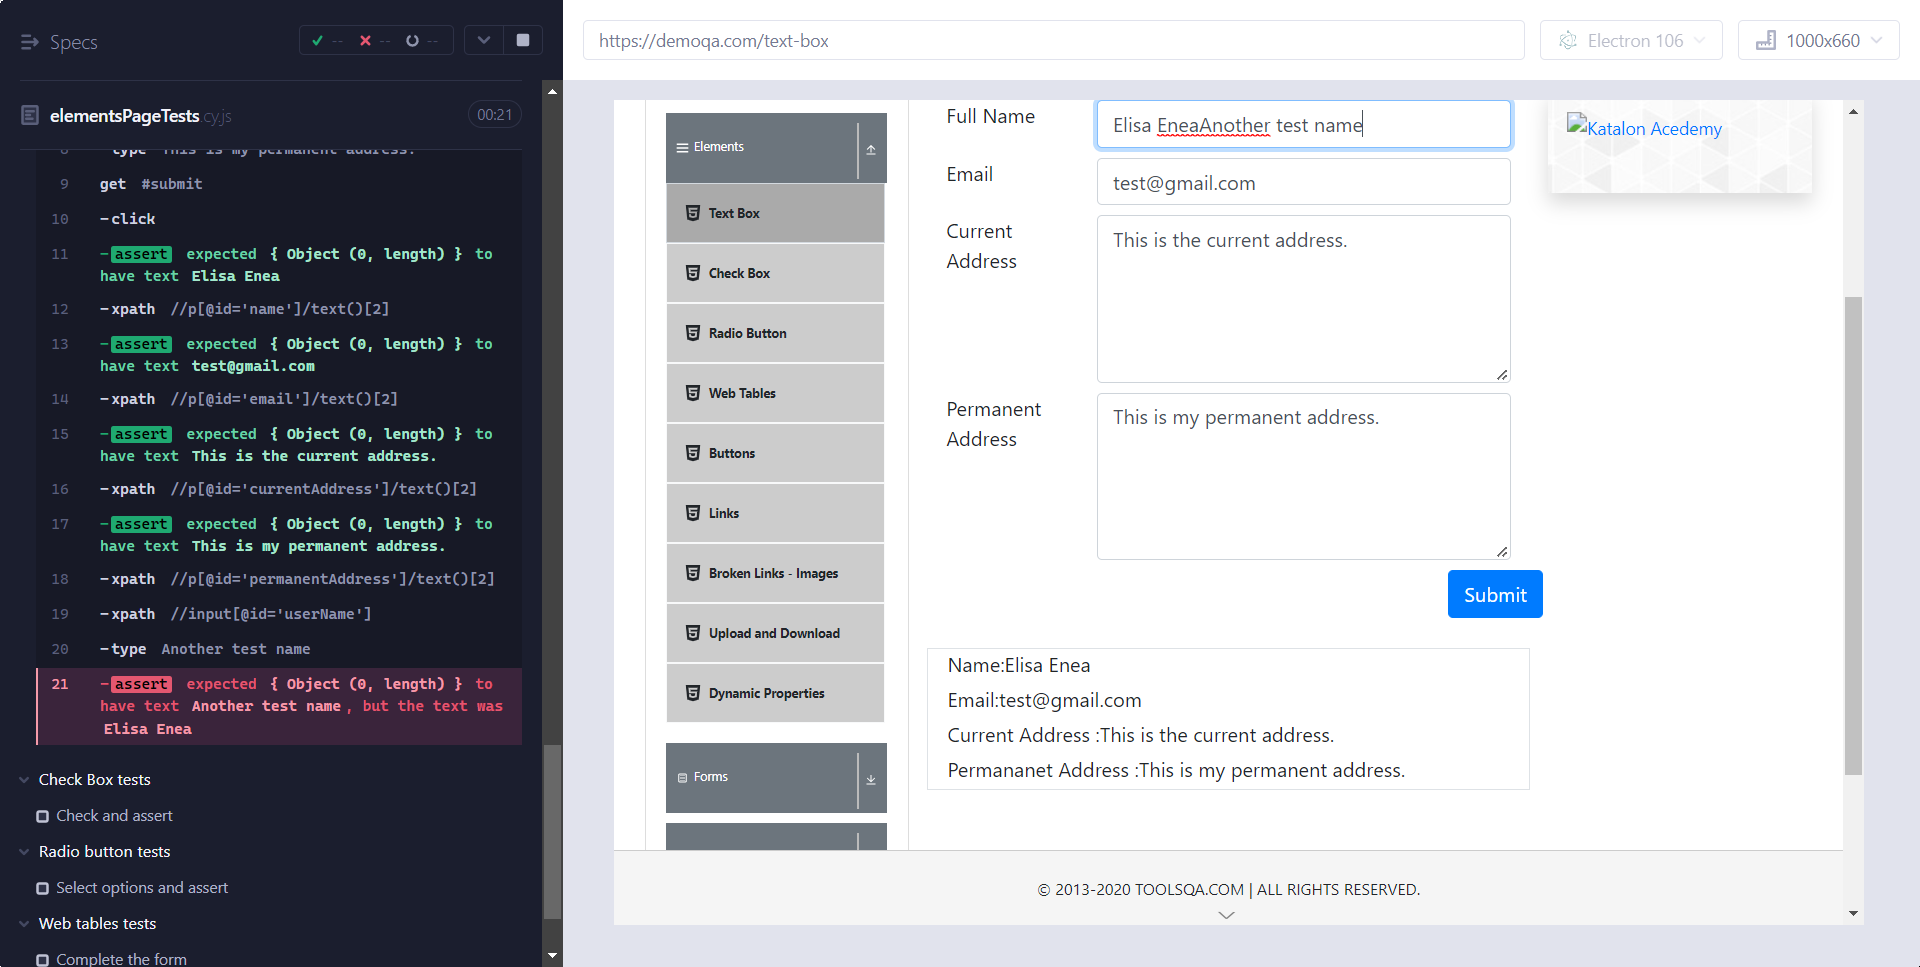 Specs
-- -- --
elementsPageTests.cy.js
00:21
8 -type This is my permanent address.
9 get #submit
10 -click
11 -assert expected { Object (0, length) } to
have text Elisa Enea
12 -xpath //p[@id='name']/text()[2]
13 -assert expected { Object (0, length) } to
have text test@gmail.com
14 -xpath //p[@id='email']/text()[2]
15 -assert expected { Object (0, length) } to
have text This is the current address.
16 -xpath //p[@id='currentAddress']/text()[2]
17 -assert expected { Object (0, length) } to
have text This is my permanent address.
18 -xpath //p[@id='permanentAddress']/text()[2]
19 -xpath //input[@id='userName']
20 -type Another test name
21 -assert expected { Object (0, length) } to
have text Another test name, but the text was
Elisa Enea
Check Box tests
Check and assert
Radio button tests
Select options and assert
Web tables tests
Complete the form
https://demoqa.com/text-box
Electron 106
1000x660
Elements
Text Box
Check Box
Radio Button
Web Tables
Buttons
Links
Broken Links - Images
Upload and Download
Dynamic Properties
Forms
Full Name
Elisa EneaAnother test name
Email
test@gmail.com
Current
Address
This is the current address.
Permanent
Address
This is my permanent address.
Submit
Name:Elisa Enea
Email:test@gmail.com
Current Address :This is the current address.
Permananet Address :This is my permanent address.
Katalon Acedemy
© 2013-2020 TOOLSQA.COM | ALL RIGHTS RESERVED.